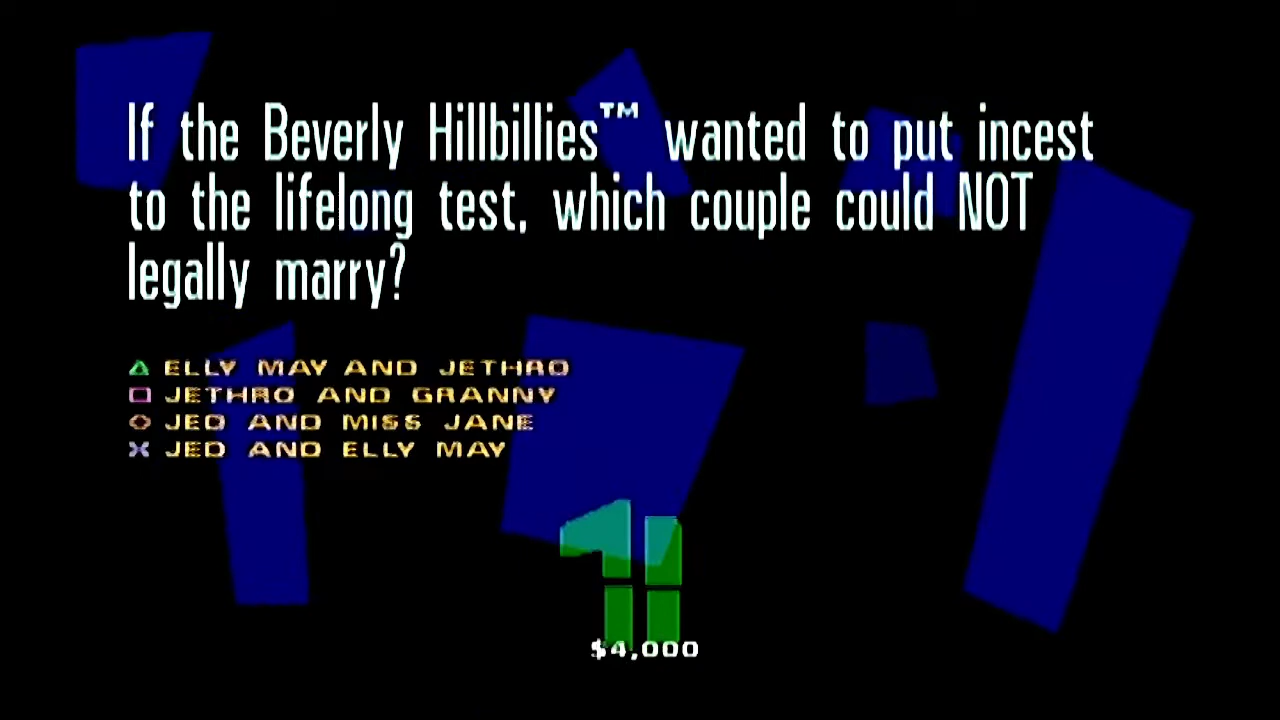 If the Beverly Hillbillies™ wanted to put incest
to the lifelong test, which couple could NOT
legally marry?
△ ELLY MAY AND JETHRO
□ JETHRO AND GRANNY
○ JED AND MISS JANE
X JED AND ELLY MAY
11
$4,000